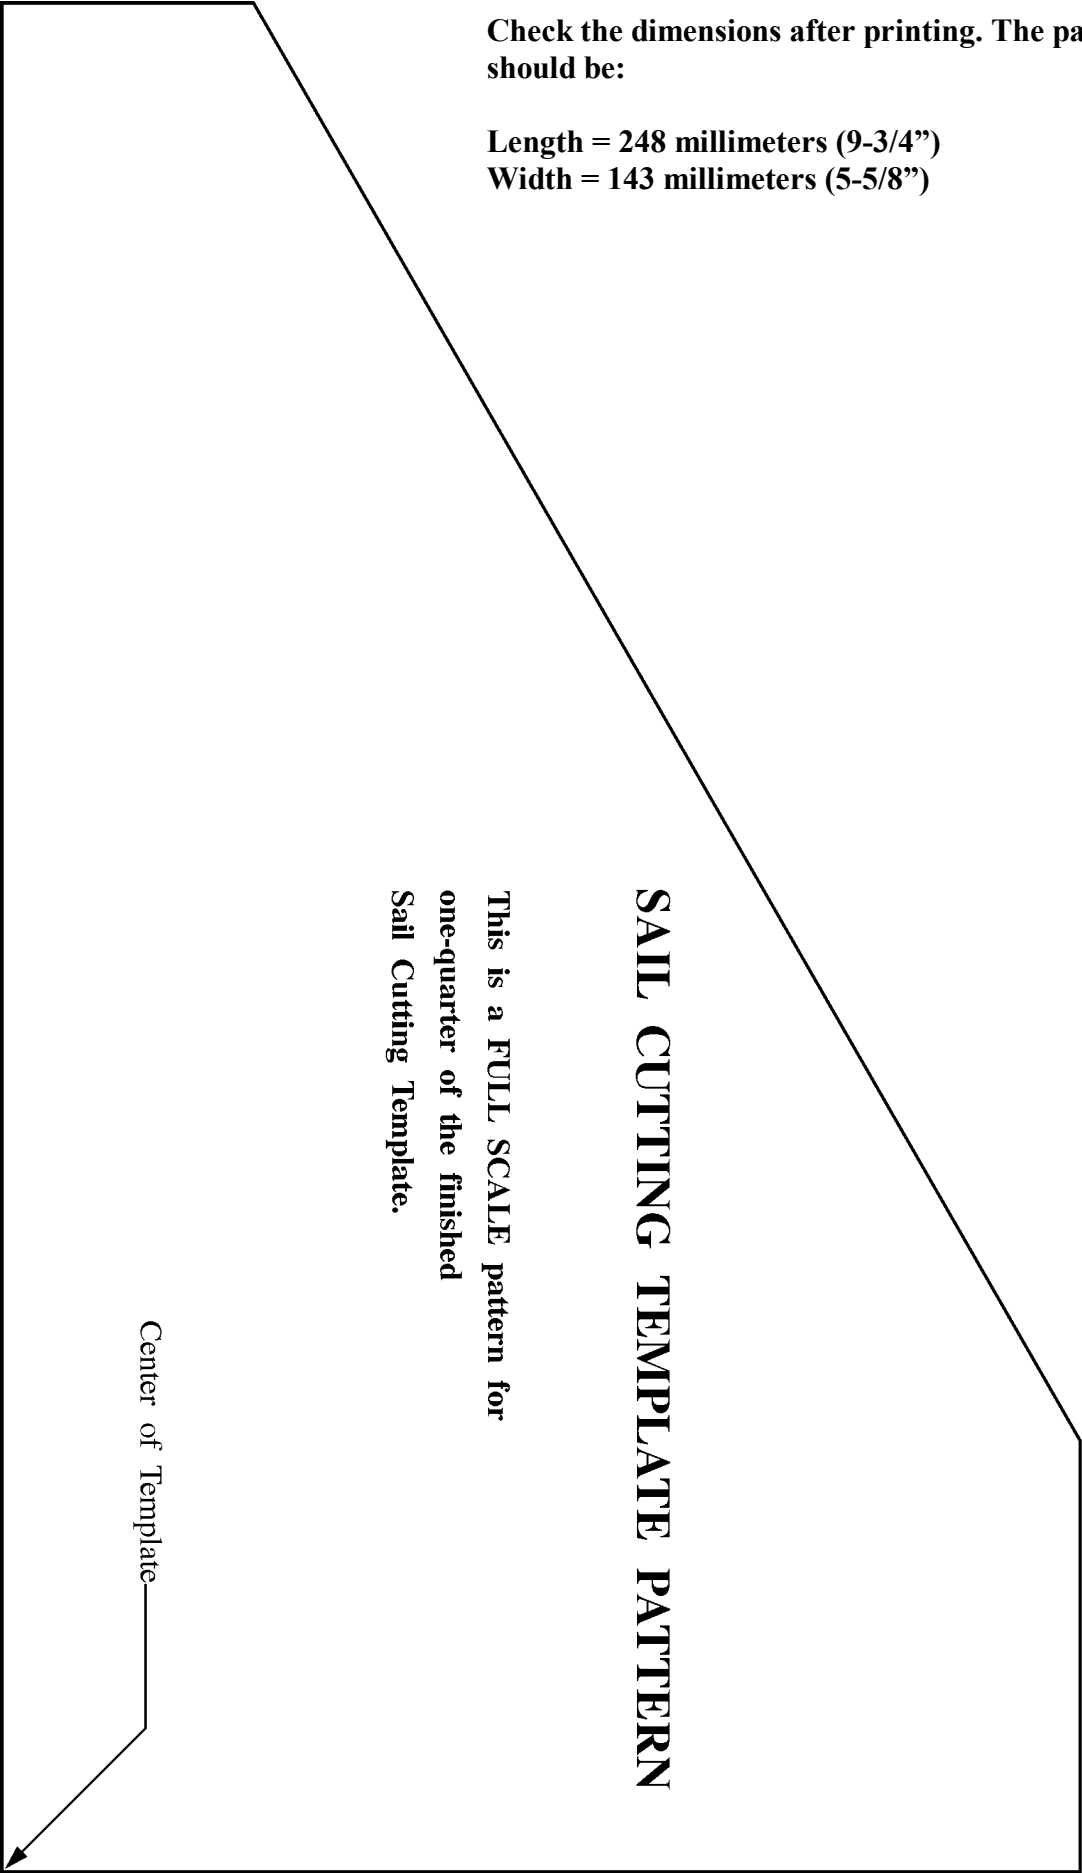 Check the dimensions after printing. The pa
should be:
Length = 248 millimeters (9-3/4”)
Width = 143 millimeters (5-5/8”)
SAIL CUTTING TEMPLATE PATTERN
This is a FULL SCALE pattern for
one-quarter of the finished
Sail Cutting Template.
Center of Template